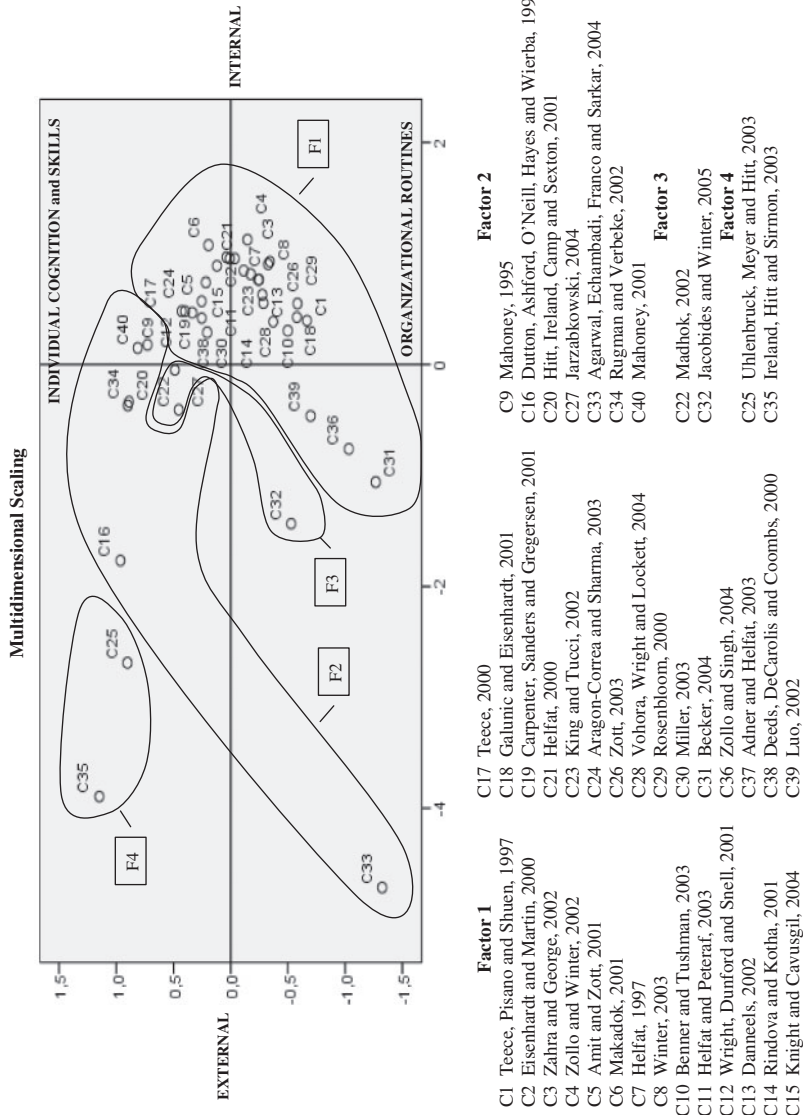 Multidimensional Scaling
INDIVIDUAL COGNITION and SKILLS
EXTERNAL
INTERNAL
ORGANIZATIONAL ROUTINES
1,5
1,0
0,5
0,0
-0,5
-1,0
-1,5
-4
-2
0
2
F4
F2
F3
F1
C35
C25
C16
C33
C32
C31
C36
C39
C34
C20
C22
C27
C40
C9
C17
C12
C19
C24
C5
C6
C38
C30
C11
C15
C21
C2
C14
C23
C7
C3
C4
C28
C13
C8
C10
C26
C18
C29
C1
Factor 1
C1 Teece, Pisano and Shuen, 1997
C2 Eisenhardt and Martin, 2000
C3 Zahra and George, 2002
C4 Zollo and Winter, 2002
C5 Amit and Zott, 2001
C6 Makadok, 2001
C7 Helfat, 1997
C8 Winter, 2003
C10 Benner and Tushman, 2003
C11 Helfat and Peteraf, 2003
C12 Wright, Dunford and Snell, 2001
C13 Danneels, 2002
C14 Rindova and Kotha, 2001
C15 Knight and Cavusgil, 2004
C17 Teece, 2000
C18 Galunic and Eisenhardt, 2001
C19 Carpenter, Sanders and Gregersen, 2001
C21 Helfat, 2000
C23 King and Tucci, 2002
C24 Aragon-Correa and Sharma, 2003
C26 Zott, 2003
C28 Vohora, Wright and Lockett, 2004
C29 Rosenbloom, 2000
C30 Miller, 2003
C31 Becker, 2004
C36 Zollo and Singh, 2004
C37 Adner and Helfat, 2003
C38 Deeds, DeCarolis and Coombs, 2000
C39 Luo, 2002
Factor 2
C9 Mahoney, 1995
C16 Dutton, Ashford, O'Neill, Hayes and Wierba, 199
C20 Hitt, Ireland, Camp and Sexton, 2001
C27 Jarzabkowski, 2004
C33 Agarwal, Echambadi, Franco and Sarkar, 2004
C34 Rugman and Verbeke, 2002
C40 Mahoney, 2001
Factor 3
C22 Madhok, 2002
C32 Jacobides and Winter, 2005
Factor 4
C25 Uhlenbruck, Meyer and Hitt, 2003
C35 Ireland, Hitt and Sirmon, 2003